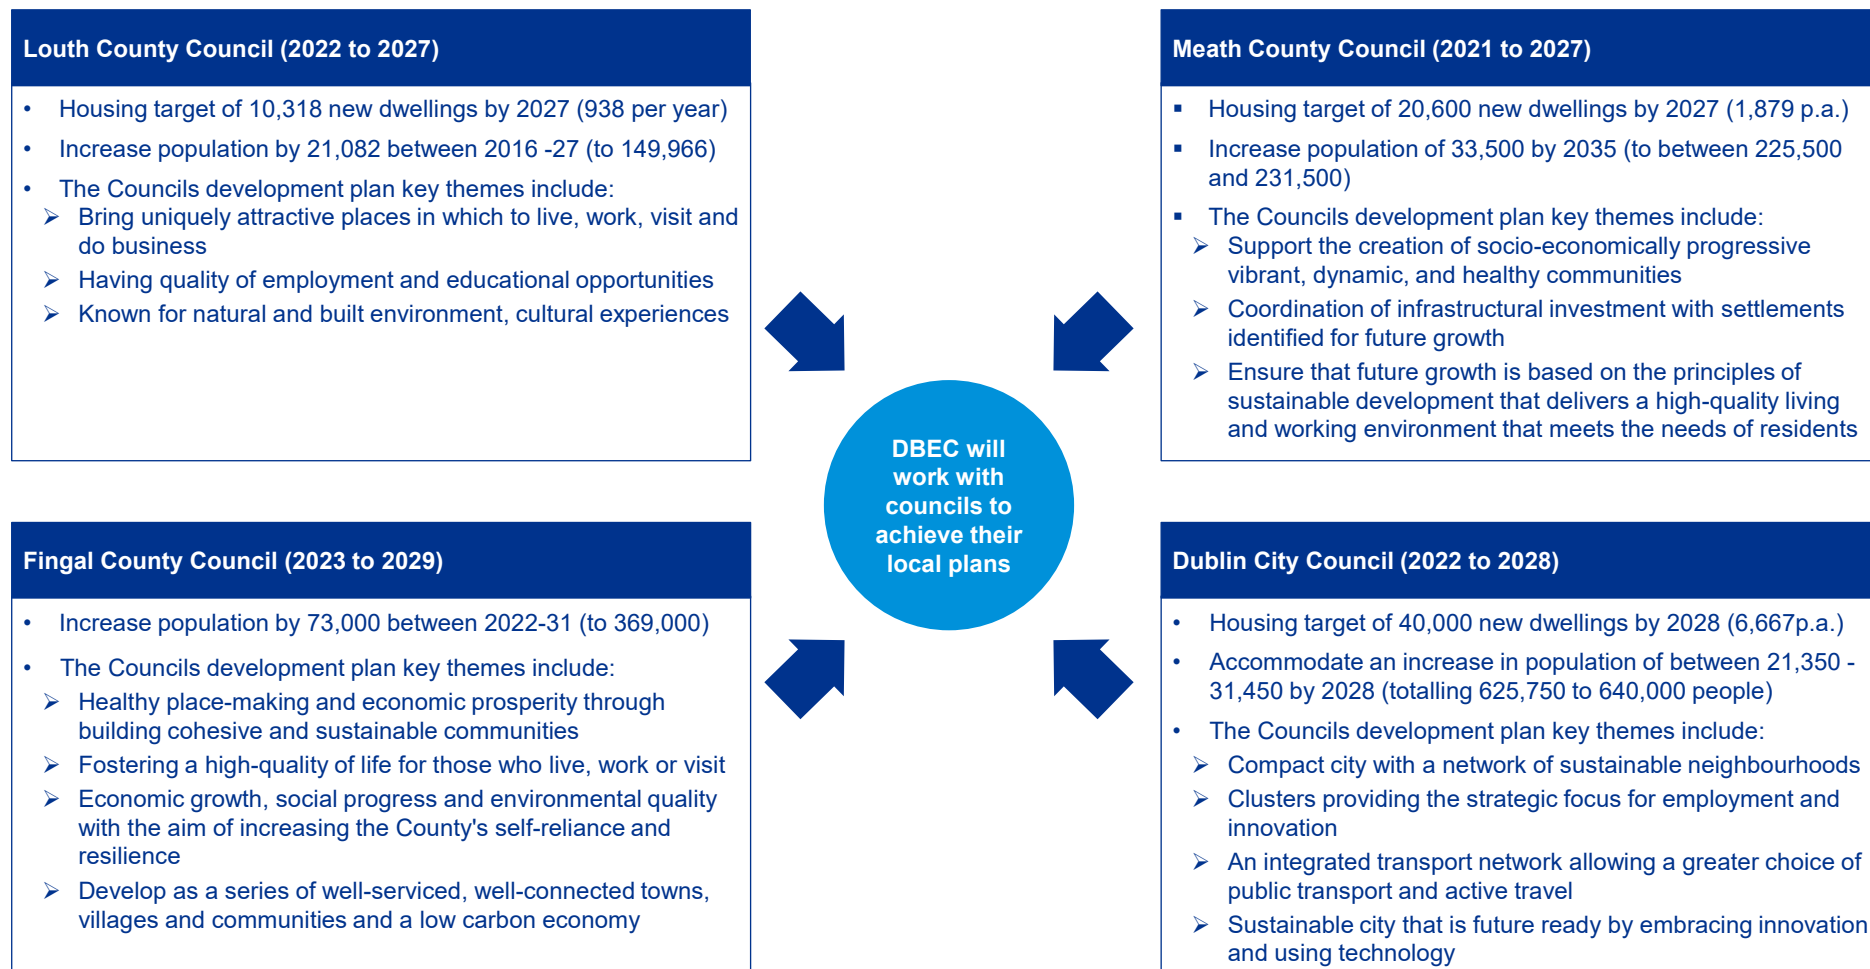 Louth County Council (2022 to 2027)
• Housing target of 10,318 new dwellings by 2027 (938 per year)
• Increase population by 21,082 between 2016 -27 (to 149,966)
• The Councils development plan key themes include:
➢ Bring uniquely attractive places in which to live, work, visit and
do business
➢ Having quality of employment and educational opportunities
➢ Known for natural and built environment, cultural experiences
Meath County Council (2021 to 2027)
▪ Housing target of 20,600 new dwellings by 2027 (1,879 p.a.)
▪ Increase population of 33,500 by 2035 (to between 225,500
and 231,500)
▪ The Councils development plan key themes include:
➢ Support the creation of socio-economically progressive
vibrant, dynamic, and healthy communities
➢ Coordination of infrastructural investment with settlements
identified for future growth
➢ Ensure that future growth is based on the principles of
sustainable development that delivers a high-quality living
and working environment that meets the needs of residents
DBEC will
work with
councils to
achieve their
local plans
Fingal County Council (2023 to 2029)
• Increase population by 73,000 between 2022-31 (to 369,000)
• The Councils development plan key themes include:
➢ Healthy place-making and economic prosperity through
building cohesive and sustainable communities
➢ Fostering a high-quality of life for those who live, work or visit
➢ Economic growth, social progress and environmental quality
with the aim of increasing the County's self-reliance and
resilience
➢ Develop as a series of well-serviced, well-connected towns,
villages and communities and a low carbon economy
Dublin City Council (2022 to 2028)
• Housing target of 40,000 new dwellings by 2028 (6,667p.a.)
• Accommodate an increase in population of between 21,350 -
31,450 by 2028 (totalling 625,750 to 640,000 people)
• The Councils development plan key themes include:
➢ Compact city with a network of sustainable neighbourhoods
➢ Clusters providing the strategic focus for employment and
innovation
➢ An integrated transport network allowing a greater choice of
public transport and active travel
➢ Sustainable city that is future ready by embracing innovation
and using technology